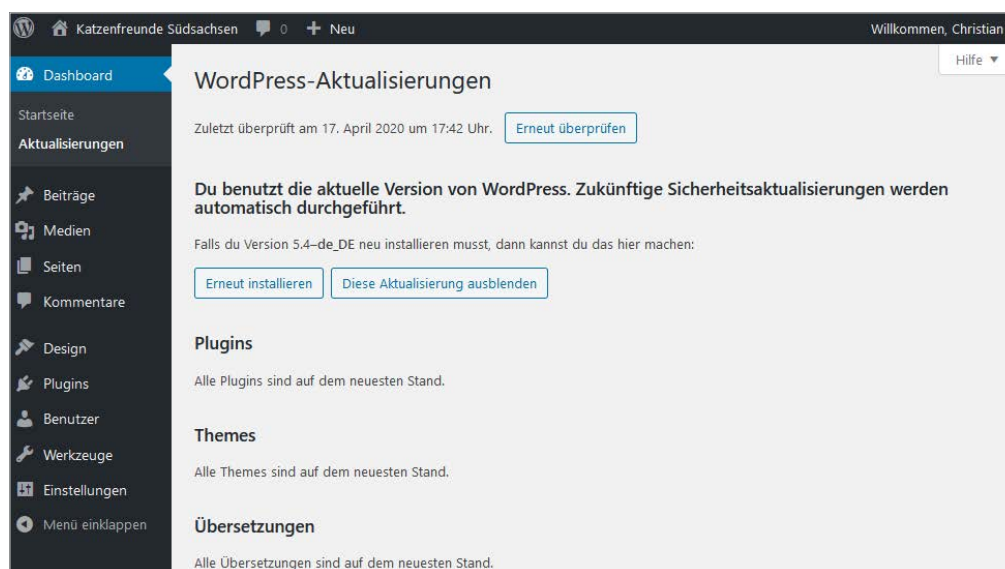 Katzenfreunde Südsachsen 0 + Neu Willkommen, Christian
Hilfe ▼
Dashboard
Startseite
Aktualisierungen
Beiträge
Medien
Seiten
Kommentare
Design
Plugins
Benutzer
Werkzeuge
Einstellungen
Menü einklappen
WordPress-Aktualisierungen
Zuletzt überprüft am 17. April 2020 um 17:42 Uhr. Erneut überprüfen
Du benutzt die aktuelle Version von WordPress. Zukünftige Sicherheitsaktualisierungen werden
automatisch durchgeführt.
Falls du Version 5.4–de_DE neu installieren musst, dann kannst du das hier machen:
Erneut installieren Diese Aktualisierung ausblenden
Plugins
Alle Plugins sind auf dem neuesten Stand.
Themes
Alle Themes sind auf dem neuesten Stand.
Übersetzungen
Alle Übersetzungen sind auf dem neuesten Stand.